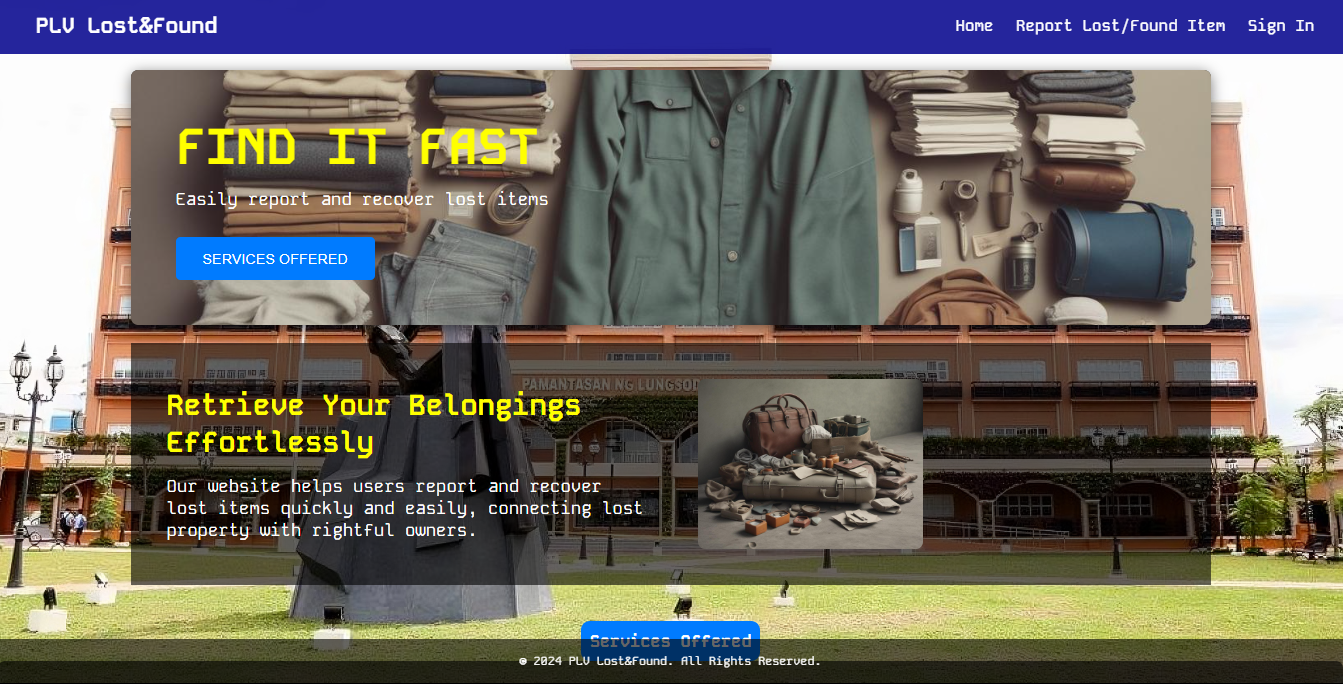 PLV Lost&Found
Home Report Lost/Found Item Sign In
FIND IT FAST
Easily report and recover lost items
SERVICES OFFERED
PAMANTASAN NG LUNGSOD
Retrieve Your Belongings
Effortlessly
Our website helps users report and recover
lost items quickly and easily, connecting lost
property with rightful owners.
Services Offered
© 2024 PLV Lost&Found. All Rights Reserved.